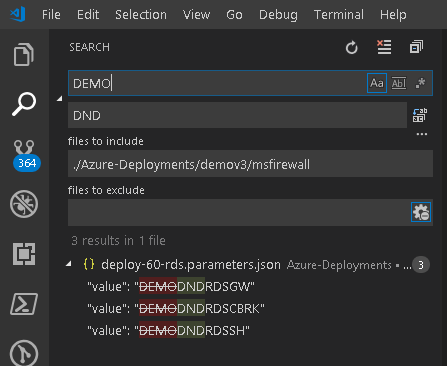 File Edit Selection View Go Debug Terminal Help
SEARCH
DEMO
Aa Abl .*
DND
files to include
./Azure-Deployments/demov3/msfirewall
364
files to exclude
3 results in 1 file
{} deploy-60-rds.parameters.json Azure-Deployments • ... 3
"value": "DEMODNDRDSGW"
"value": "DEMODNDRDSCBRK"
"value": "DEMODNDRDSSH"